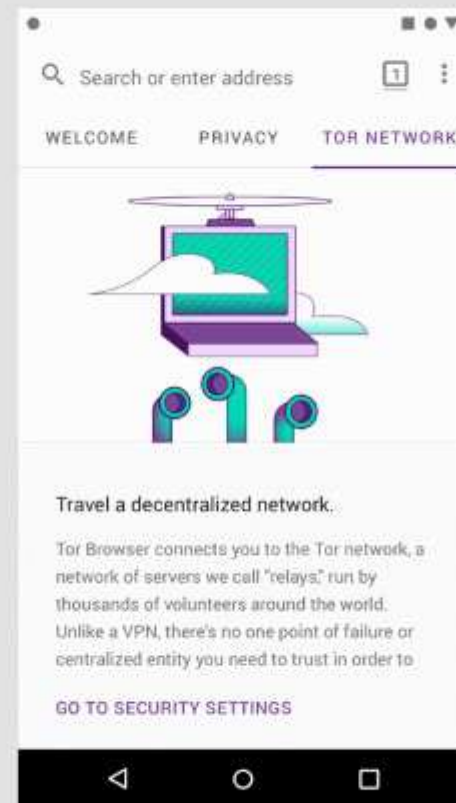 Search or enter address
1
WELCOME PRIVACY TOR NETWORK
Travel a decentralized network.
Tor Browser connects you to the Tor network, a
network of servers we call "relays," run by
thousands of volunteers around the world.
Unlike a VPN, there's no one point of failure or
centralized entity you need to trust in order to
GO TO SECURITY SETTINGS